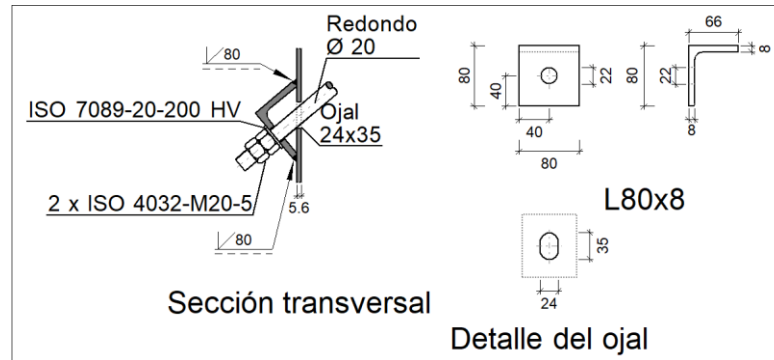 80
Redondo
Ø 20
ISO 7089-20-200 HV
Ojal
24x35
2 x ISO 4032-M20-5
5.6
80
Sección transversal
80
40
22
40
80
66
8
80
22
8
L80x8
35
24
Detalle del ojal